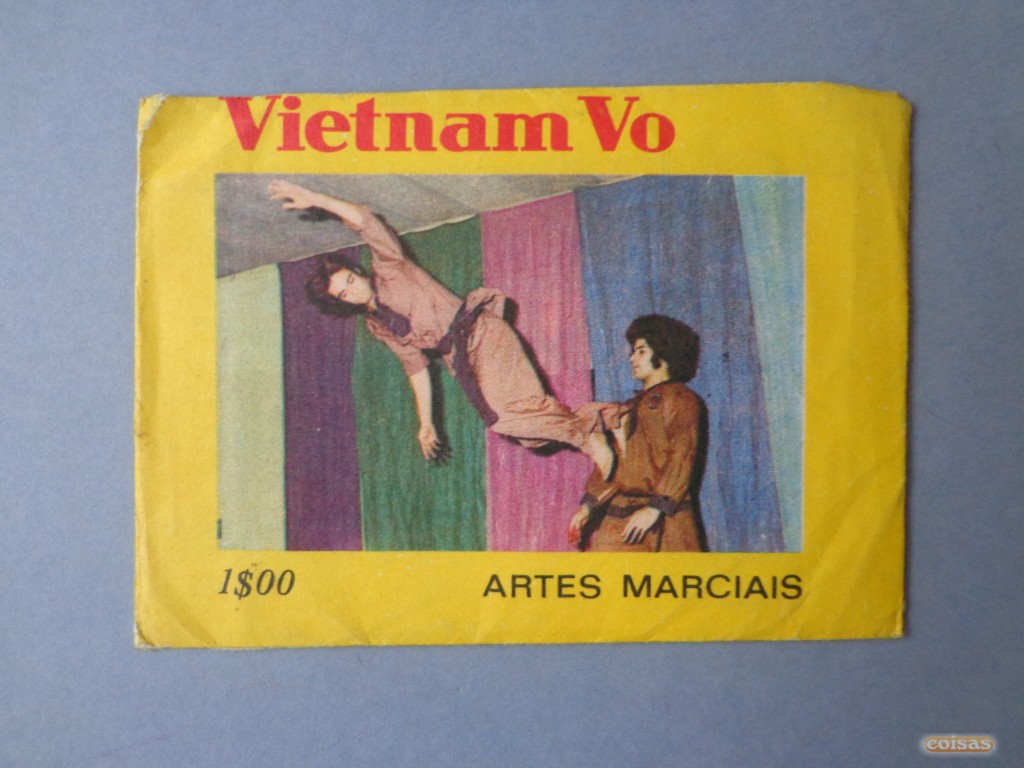 Vietnam Vo
1$00
ARTES MARCIAIS
coisas